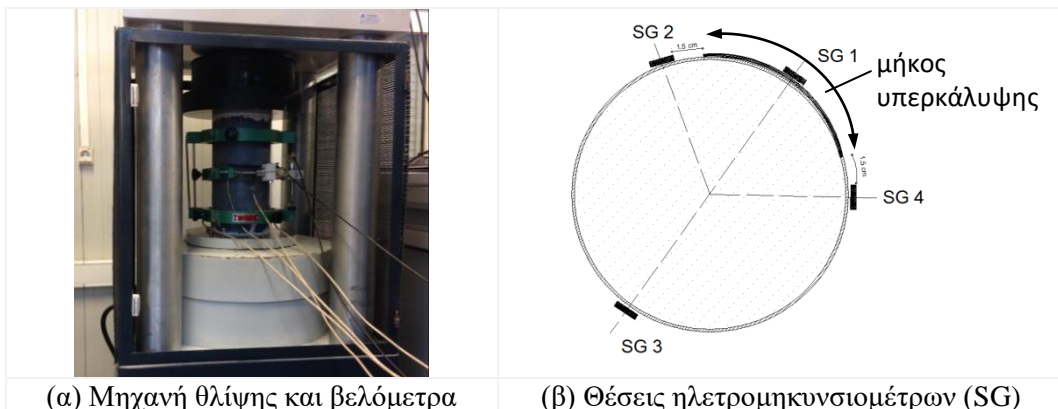 SG 2
1.5 cm
SG 1
μήκος
υπερκάλυψης
1.5 cm
SG 4
SG 3
(α) Μηχανή θλίψης και βελόμετρα
(β) Θέσεις ηλετρομηκυνσιομέτρων (SG)